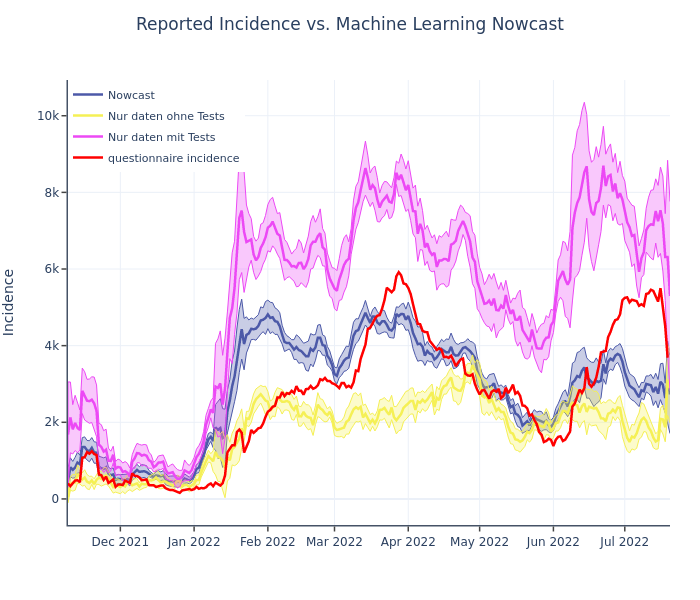 Reported Incidence vs. Machine Learning Nowcast
Nowcast
Nur daten ohne Tests
Nur daten mit Tests
questionnaire incidence
10k
8k
6k
4k
2k
0
Incidence
Dec 2021
Jan 2022
Feb 2022
Mar 2022
Apr 2022
May 2022
Jun 2022
Jul 2022